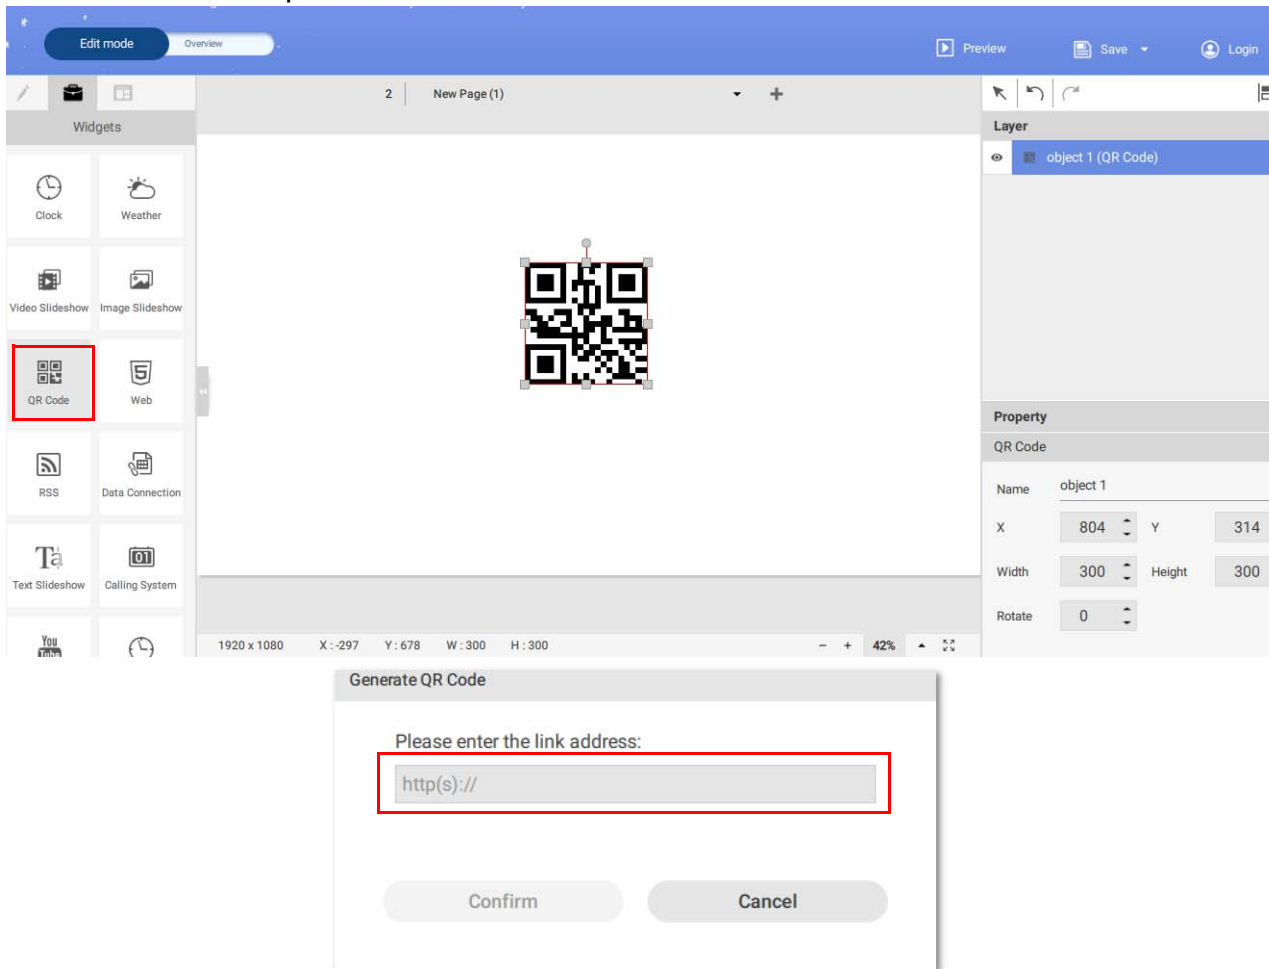 Edit mode Overview Preview Save Login
2 New Page (1)
Widgets
Layer
object 1 (QR Code)
Clock Weather
Video Slideshow Image Slideshow
QR Code Web
Property
QR Code
RSS Data Connection
Name object 1
X 804 Y 314
Text Slideshow Calling System
Width 300 Height 300
Rotate 0
You
Tube
1920 x 1080 X : -297 Y : 678 W : 300 H : 300 - + 42%
Generate QR Code
Please enter the link address:
http(s)://
Confirm Cancel